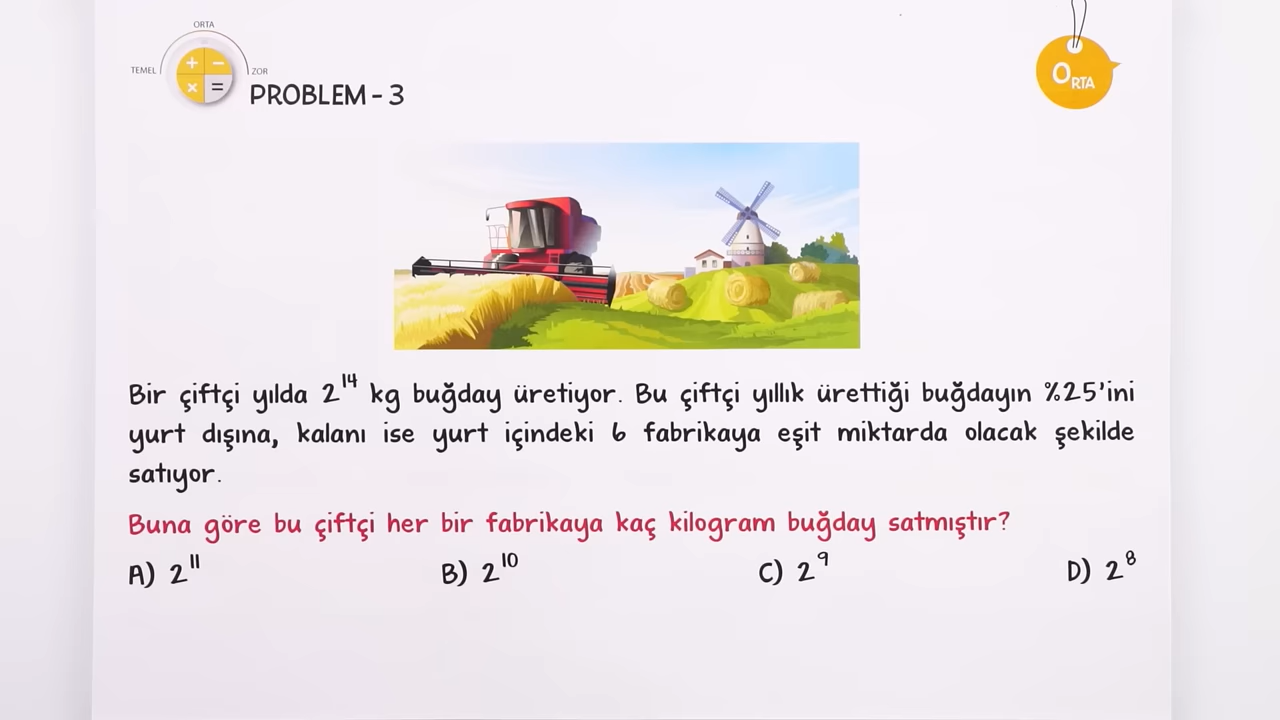 ORTA
TEMEL
ZOR
+ −
× =
PROBLEM - 3
ORTA
Bir çiftçi yılda 2¹⁴ kg buğday üretiyor. Bu çiftçi yıllık ürettiği buğdayın %25'ini
yurt dışına, kalanı ise yurt içindeki 6 fabrikaya eşit miktarda olacak şekilde
satıyor.
Buna göre bu çiftçi her bir fabrikaya kaç kilogram buğday satmıştır?
A) 2¹¹ B) 2¹⁰ C) 2⁹ D) 2⁸